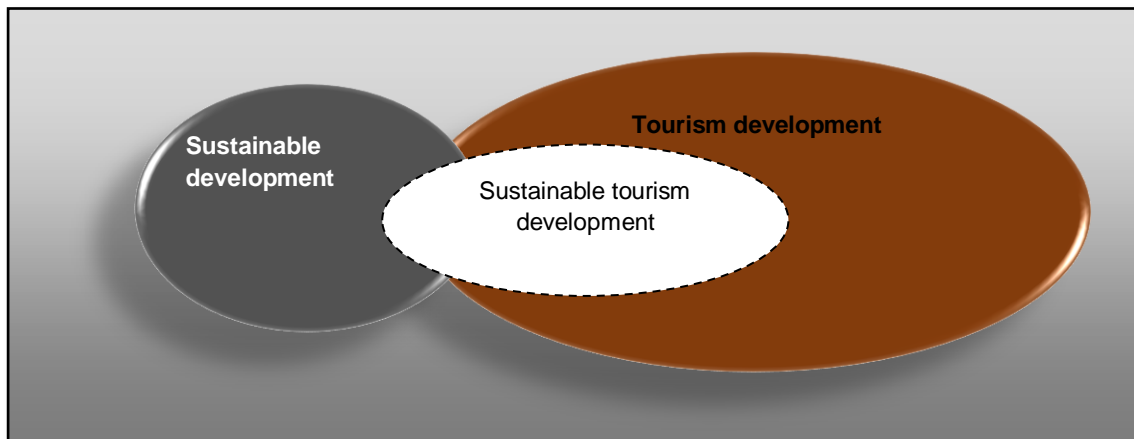 Sustainable
development
Tourism development
Sustainable tourism
development